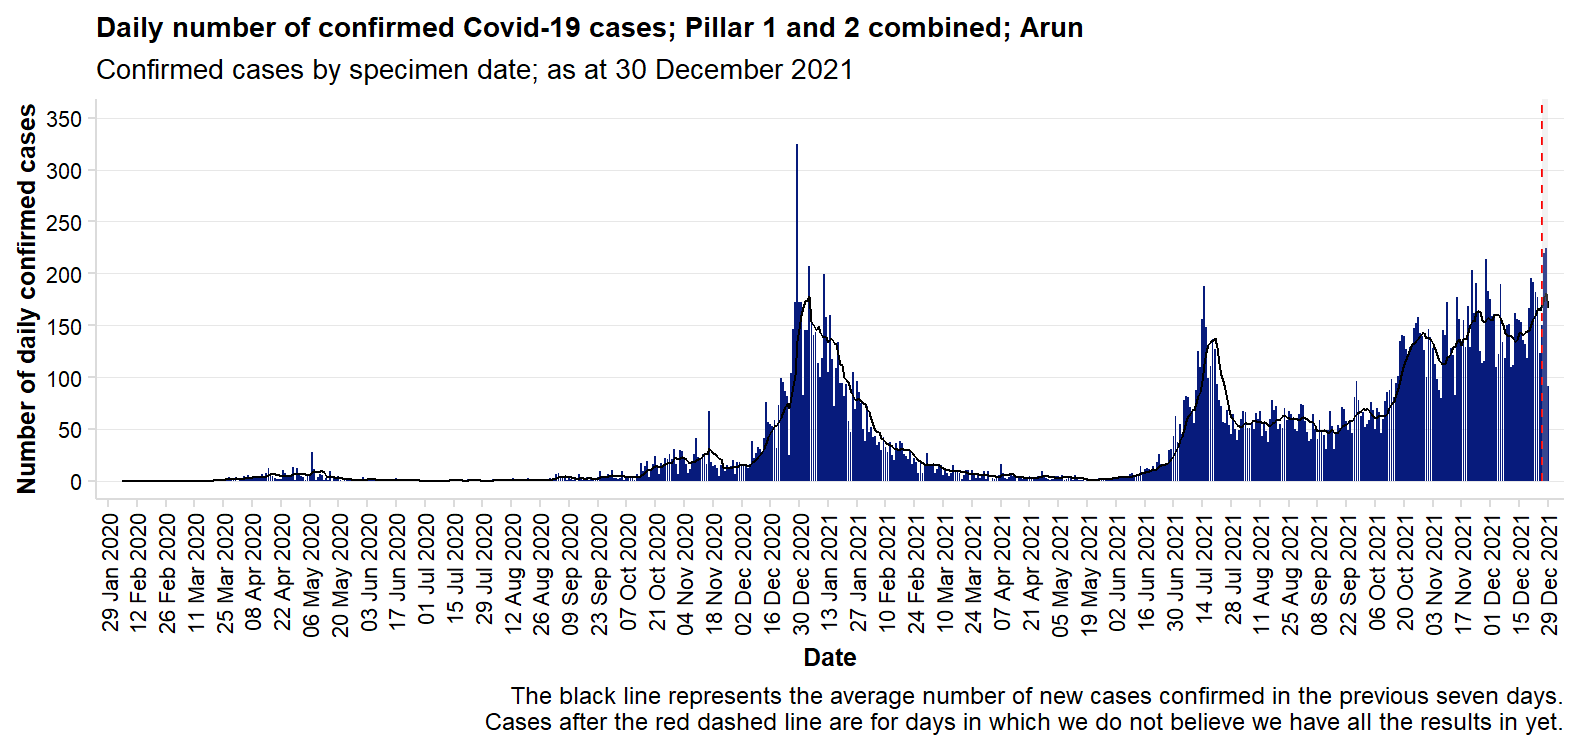 Daily number of confirmed Covid-19 cases; Pillar 1 and 2 combined; Arun
Confirmed cases by specimen date; as at 30 December 2021
Number of daily confirmed cases
350
300
250
200
150
100
50
0
29 Jan 2020
12 Feb 2020
26 Feb 2020
11 Mar 2020
25 Mar 2020
08 Apr 2020
22 Apr 2020
06 May 2020
20 May 2020
03 Jun 2020
17 Jun 2020
01 Jul 2020
15 Jul 2020
29 Jul 2020
12 Aug 2020
26 Aug 2020
09 Sep 2020
23 Sep 2020
07 Oct 2020
21 Oct 2020
04 Nov 2020
18 Nov 2020
02 Dec 2020
16 Dec 2020
30 Dec 2020
13 Jan 2021
27 Jan 2021
10 Feb 2021
24 Feb 2021
10 Mar 2021
24 Mar 2021
07 Apr 2021
21 Apr 2021
05 May 2021
19 May 2021
02 Jun 2021
16 Jun 2021
30 Jun 2021
14 Jul 2021
28 Jul 2021
11 Aug 2021
25 Aug 2021
08 Sep 2021
22 Sep 2021
06 Oct 2021
20 Oct 2021
03 Nov 2021
17 Nov 2021
01 Dec 2021
15 Dec 2021
29 Dec 2021
Date
The black line represents the average number of new cases confirmed in the previous seven days.
Cases after the red dashed line are for days in which we do not believe we have all the results in yet.